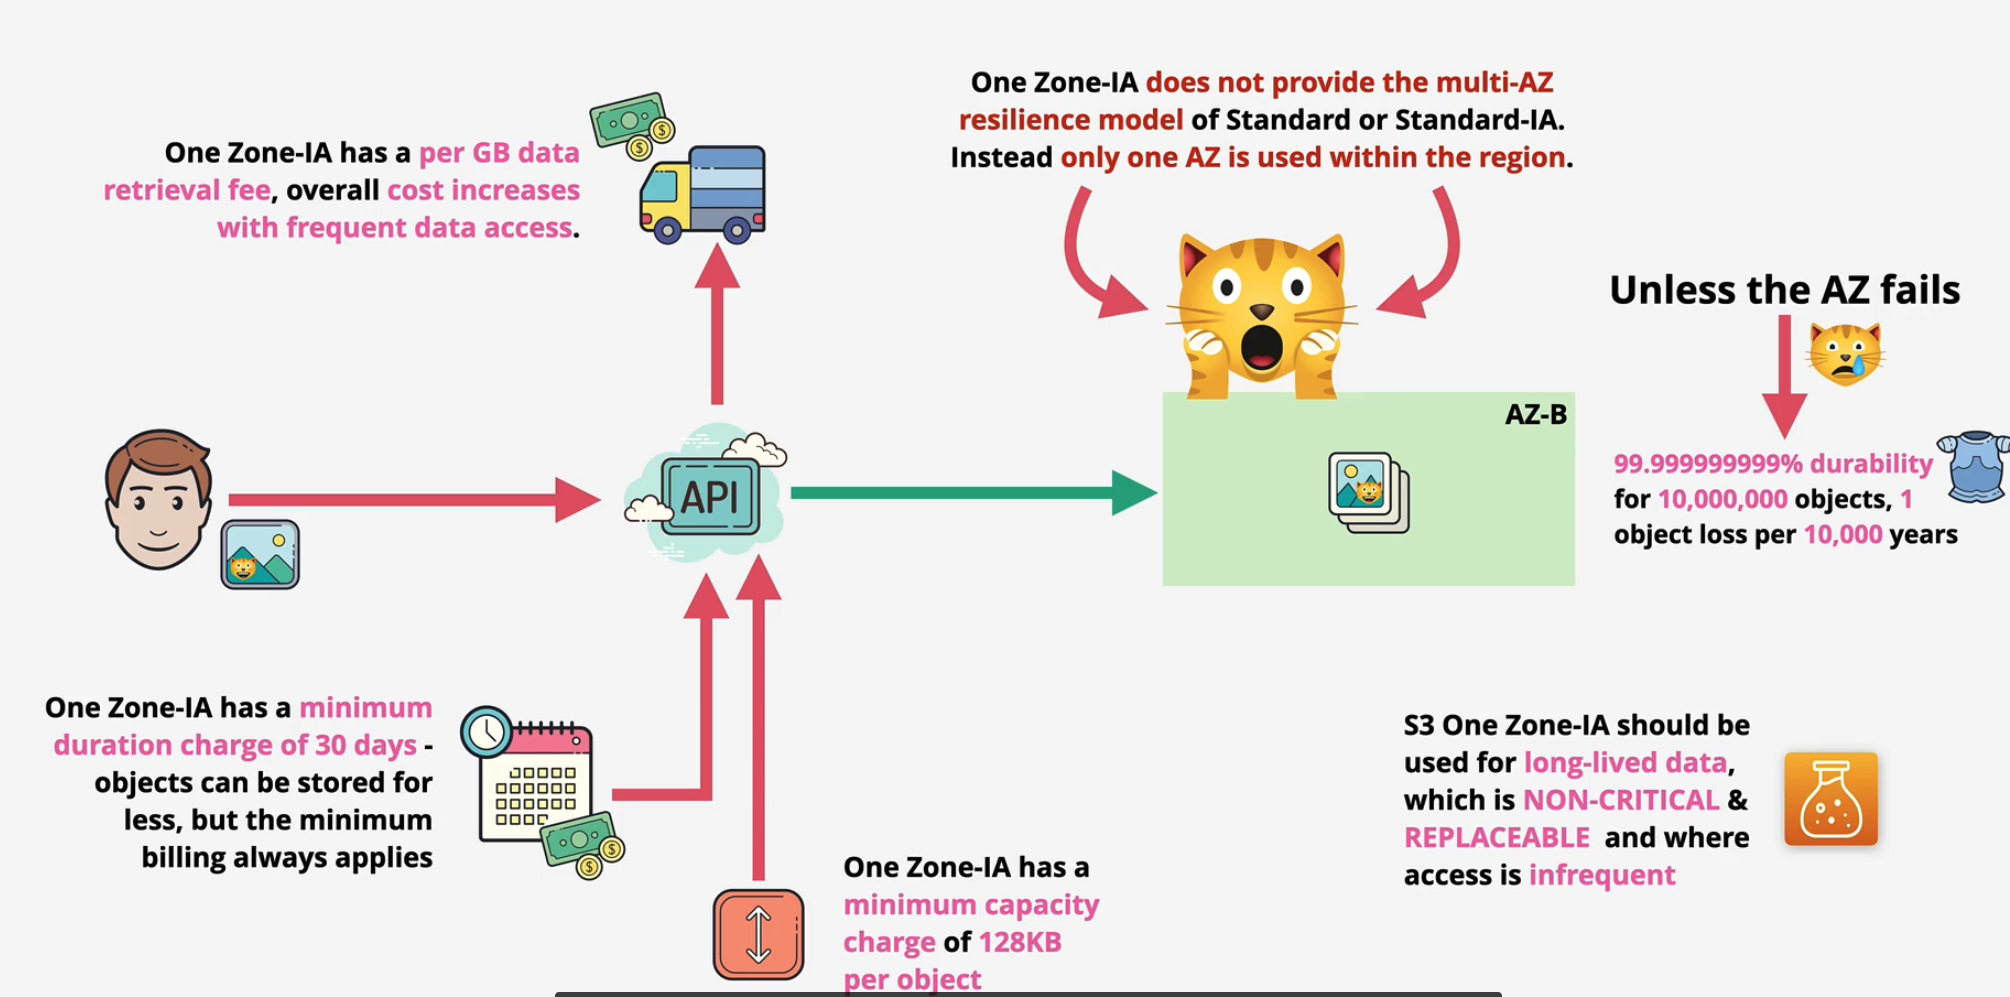 One Zone-IA has a per GB data
retrieval fee, overall cost increases
with frequent data access.
One Zone-IA does not provide the multi-AZ
resilience model of Standard or Standard-IA.
Instead only one AZ is used within the region.
Unless the AZ fails
AZ-B
99.999999999% durability
for 10,000,000 objects, 1
object loss per 10,000 years
API
One Zone-IA has a minimum
duration charge of 30 days -
objects can be stored for
less, but the minimum
billing always applies
One Zone-IA has a
minimum capacity
charge of 128KB
per object
S3 One Zone-IA should be
used for long-lived data,
which is NON-CRITICAL &
REPLACEABLE and where
access is infrequent